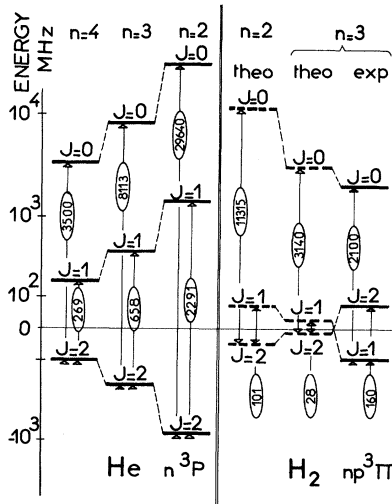 ENERGY
MHz
n=4 n=3 n=2 n=2 n=3
theo theo exp
J=0
J=0
J=0
J=0
J=0
J=0
10⁴
10³
10²
0
-10³
29640
8113
3500
11315
3140
2100
J=1
J=1
J=1
J=1
J=1
J=2
269
658
2291
J=2
J=2
J=2
J=2
J=2
J=1
101
28
160
He n ³P H₂ np ³Π